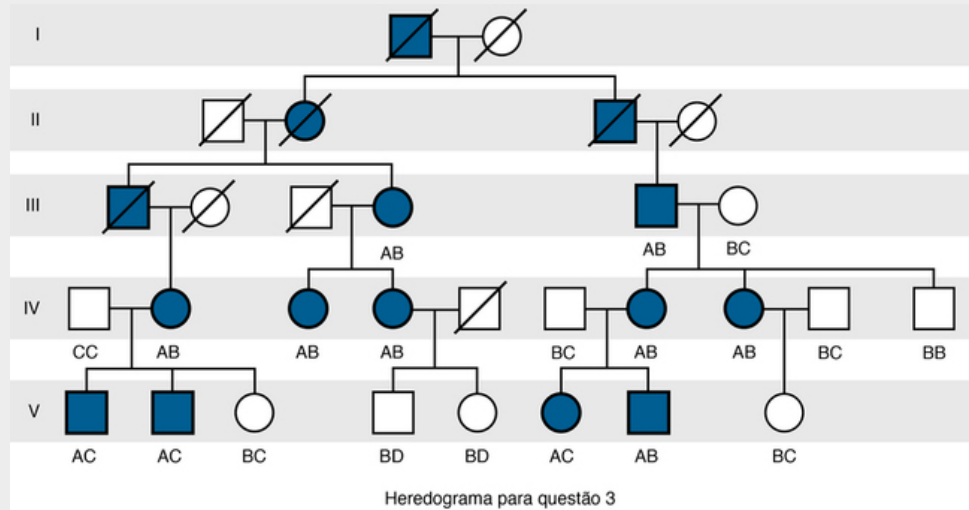 I
II
III
AB
AB BC
IV
CC AB AB AB BC AB AB BC BB
V
AC AC BC BD BD AC AB BC
Heredograma para questão 3